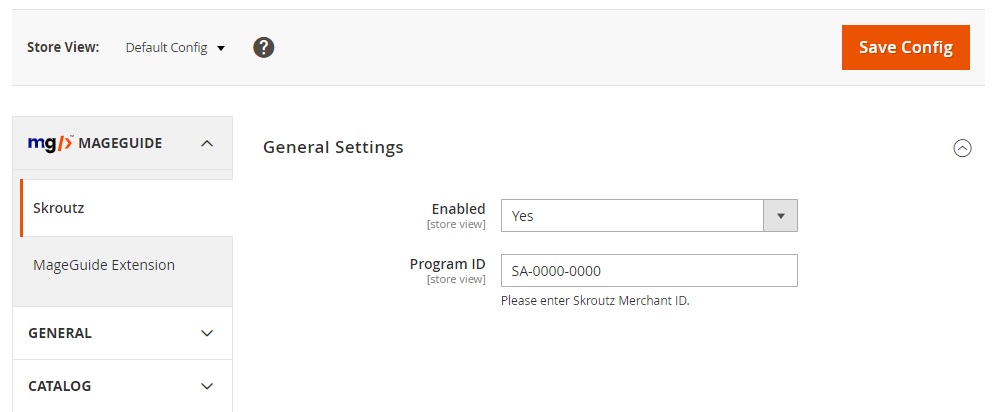 Store View: Default Config ?
Save Config
mg/> ™ MAGEGUIDE
Skroutz
MageGuide Extension
GENERAL
CATALOG
General Settings
Enabled
[store view]
Yes
Program ID
[store view]
SA-0000-0000
Please enter Skroutz Merchant ID.